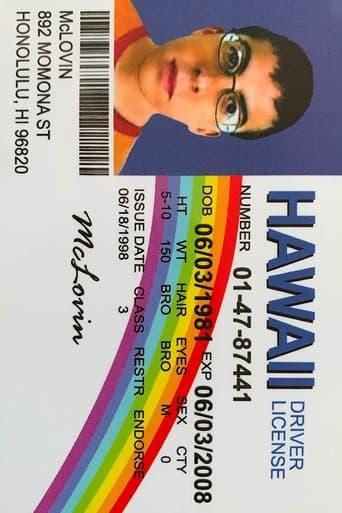 HAWAII DRIVER LICENSE
NUMBER 01-47-87441
DOB 06/03/1981 EXP 06/03/2008
HT WT HAIR EYES SEX CTY
5-10 150 BRO BRO M 0
ISSUE DATE CLASS RESTR ENDORSE
06/18/1998 3
McLovin
McLOVIN
892 MOMONA ST
HONOLULU, HI 96820